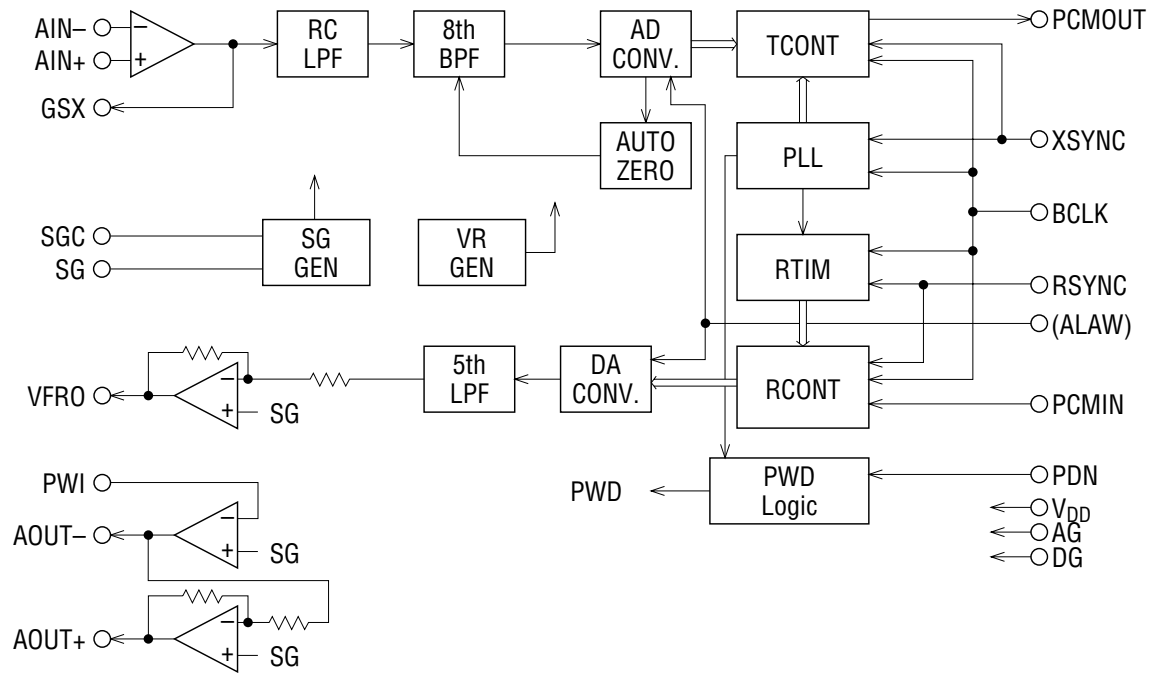 AIN–
AIN+
GSX
RC
LPF
8th
BPF
AD
CONV.
TCONT
PCMOUT
AUTO
ZERO
PLL
XSYNC
BCLK
SGC
SG
SG
GEN
VR
GEN
RTIM
RSYNC
(ALAW)
VFRO
SG
5th
LPF
DA
CONV.
RCONT
PCMIN
PWI
AOUT–
SG
PWD
PWD
Logic
PDN
VDD
AG
DG
AOUT+
SG